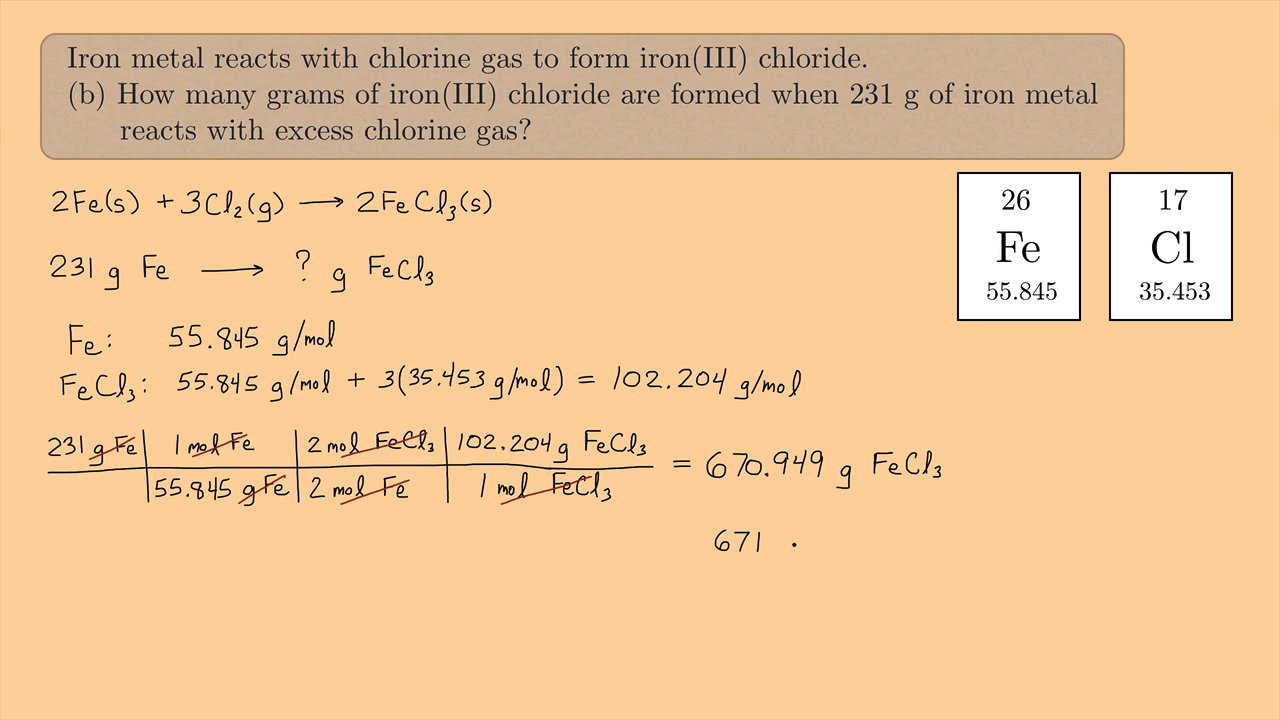 Iron metal reacts with chlorine gas to form iron(III) chloride.
(b) How many grams of iron(III) chloride are formed when 231 g of iron metal
reacts with excess chlorine gas?
2Fe(s) + 3Cl₂(g) → 2FeCl₃(s)
231 g Fe → ? g FeCl₃
26
Fe
55.845
17
Cl
35.453
Fe: 55.845 g/mol
FeCl₃: 55.845 g/mol + 3(35.453 g/mol) = 102.204 g/mol
231 g Fe | 1 mol Fe | 2 mol FeCl₃ | 102.204 g FeCl₃
55.845 g Fe | 2 mol Fe | 1 mol FeCl₃
= 670.949 g FeCl₃
671 .